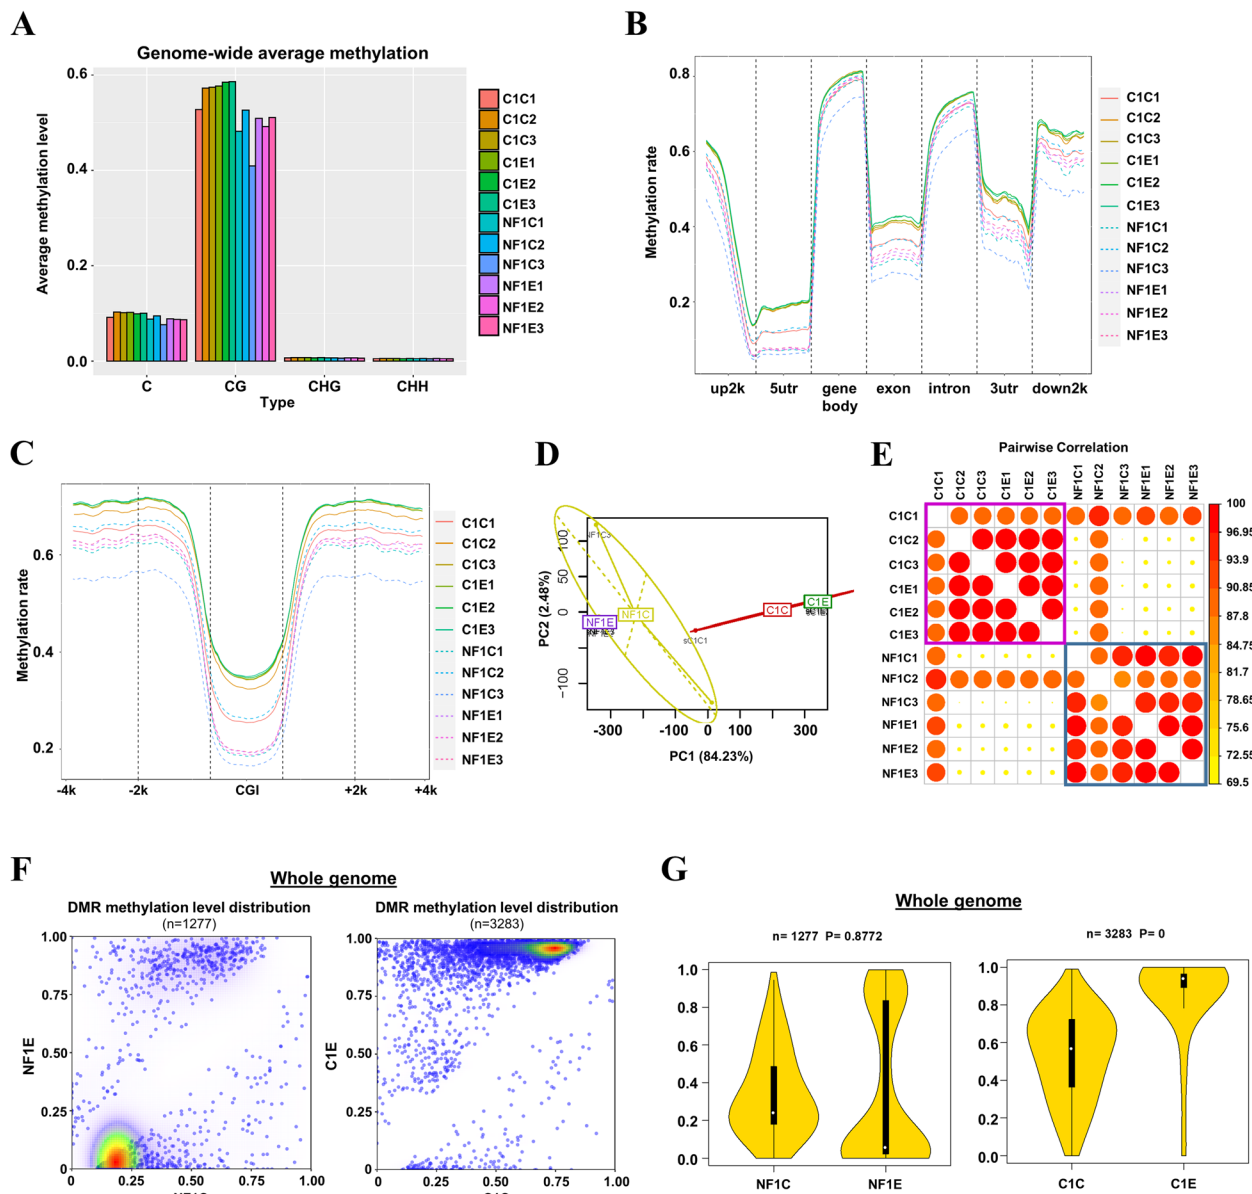 A
Genome-wide average methylation
Average methylation level
0.6
0.4
0.2
0.0
C
CG
CHG
CHH
Type
C1C1
C1C2
C1C3
C1E1
C1E2
C1E3
NF1C1
NF1C2
NF1C3
NF1E1
NF1E2
NF1E3
B
Methylation rate
0.8
0.6
0.4
0.2
up2k
5utr
gene
body
exon
intron
3utr
down2k
C1C1
C1C2
C1C3
C1E1
C1E2
C1E3
NF1C1
NF1C2
NF1C3
NF1E1
NF1E2
NF1E3
C
Methylation rate
0.6
0.4
0.2
-4k
-2k
CGI
+2k
+4k
C1C1
C1C2
C1C3
C1E1
C1E2
C1E3
NF1C1
NF1C2
NF1C3
NF1E1
NF1E2
NF1E3
D
PC2 (2.48%)
100
50
0
-100
NF1C3
NF1C
NF1E
C1C
C1E
sC1C1
-300
-100
0
100
300
PC1 (84.23%)
E
Pairwise Correlation
C1C1 C1C2 C1C3 C1E1 C1E2 C1E3 NF1C1 NF1C2 NF1C3 NF1E1 NF1E2 NF1E3
C1C1
C1C2
C1C3
C1E1
C1E2
C1E3
NF1C1
NF1C2
NF1C3
NF1E1
NF1E2
NF1E3
100
96.95
93.9
90.85
87.8
84.75
81.7
78.65
75.6
72.55
69.5
F
Whole genome
DMR methylation level distribution
(n=1277)
NF1E
1.00
0.75
0.50
0.25
0
0 0.25 0.50 0.75 1.00
DMR methylation level distribution
(n=3283)
C1E
1.00
0.75
0.50
0.25
0
0 0.25 0.50 0.75 1.00
G
Whole genome
n= 1277 P= 0.8772
1.0
0.8
0.6
0.4
0.2
0.0
NF1C
NF1E
n= 3283 P= 0
1.0
0.8
0.6
0.4
0.2
0.0
C1C
C1E